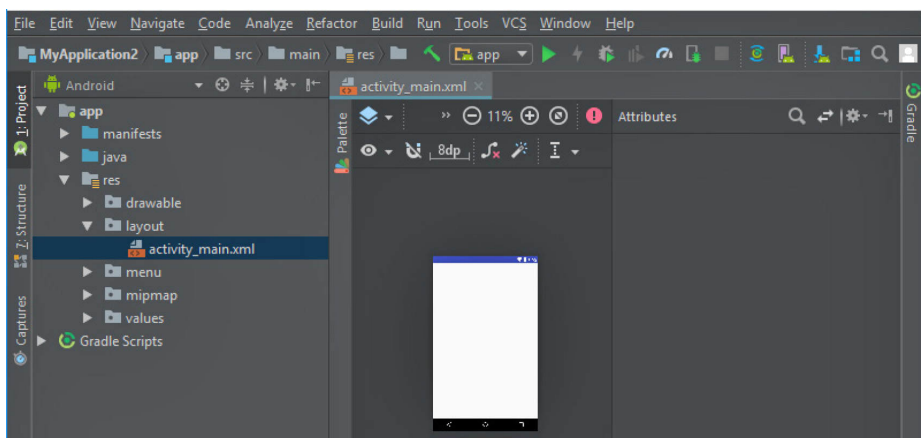 File Edit View Navigate Code Analyze Refactor Build Run Tools VCS Window Help
MyApplication2 app src main res app
Android
activity_main.xml
1: Project
7: Structure
Captures
app
manifests
java
res
drawable
layout
activity_main.xml
menu
mipmap
values
Gradle Scripts
Palette
11%
8dp
Attributes
Gradle